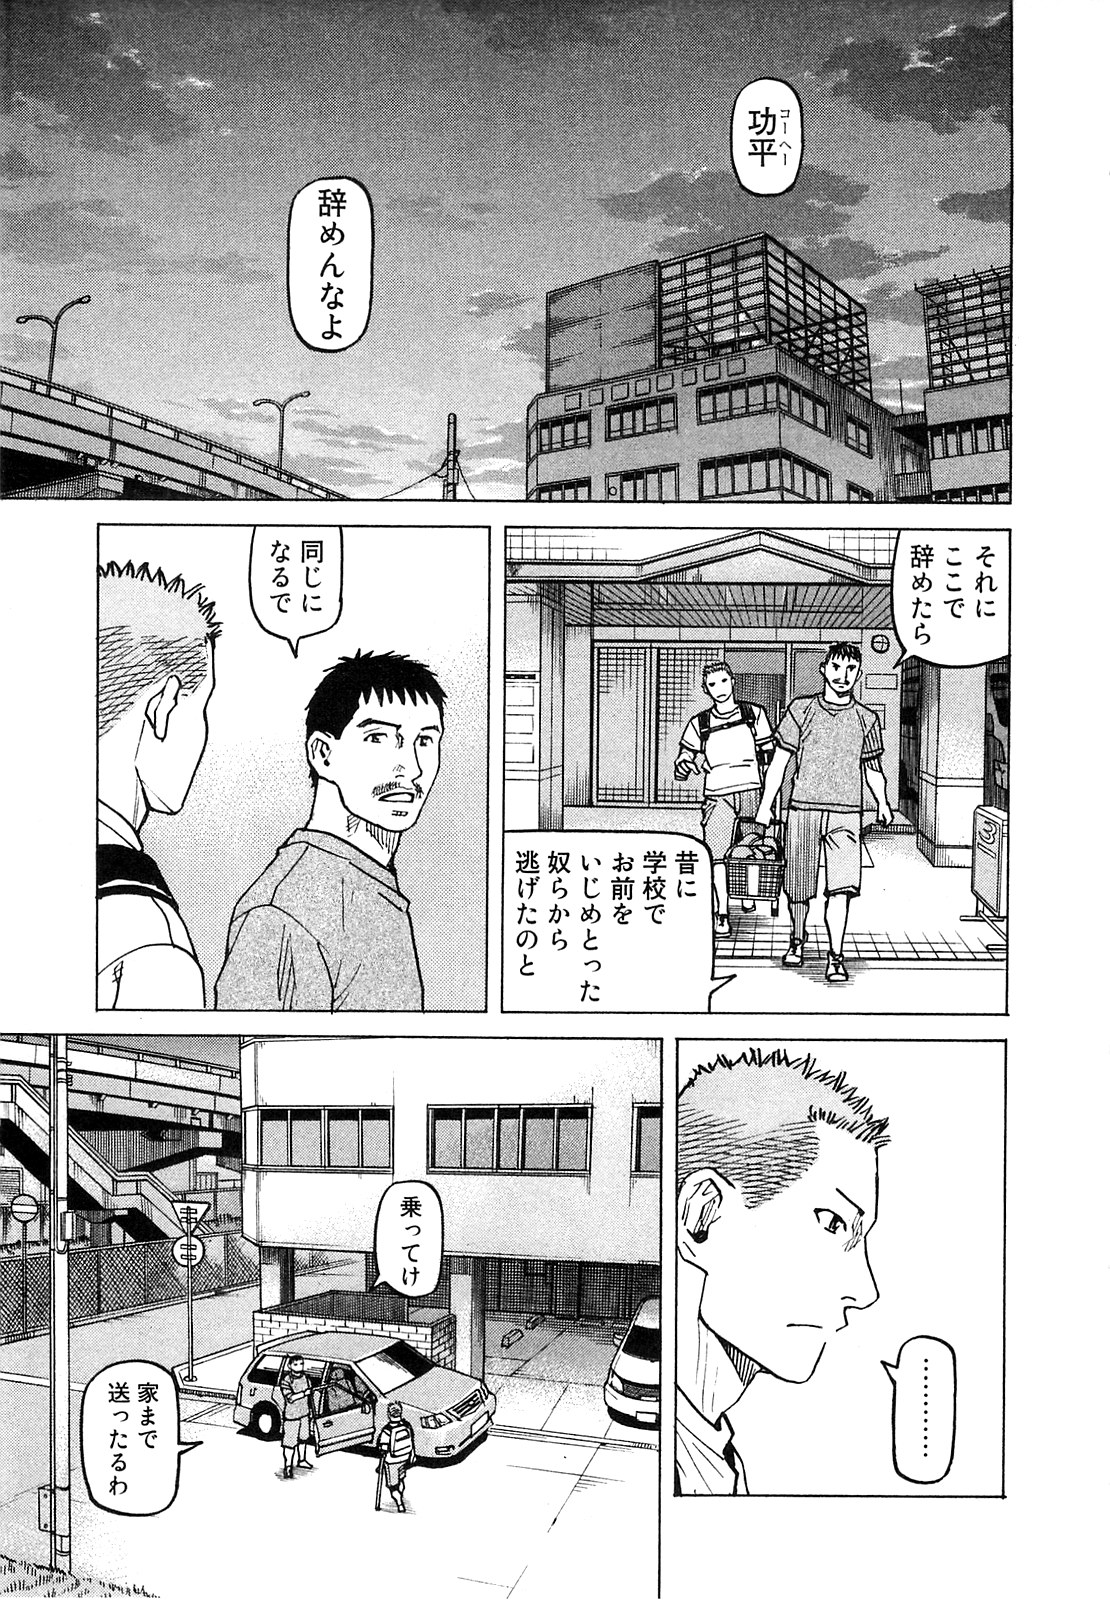 功平
コーヘー
辞めんなよ
それに
ここで
辞めたら
昔に
学校で
お前を
いじめとった
奴らから
逃げたのと
同じに
なるで
…………
乗ってけ
家まで
送ったるわ